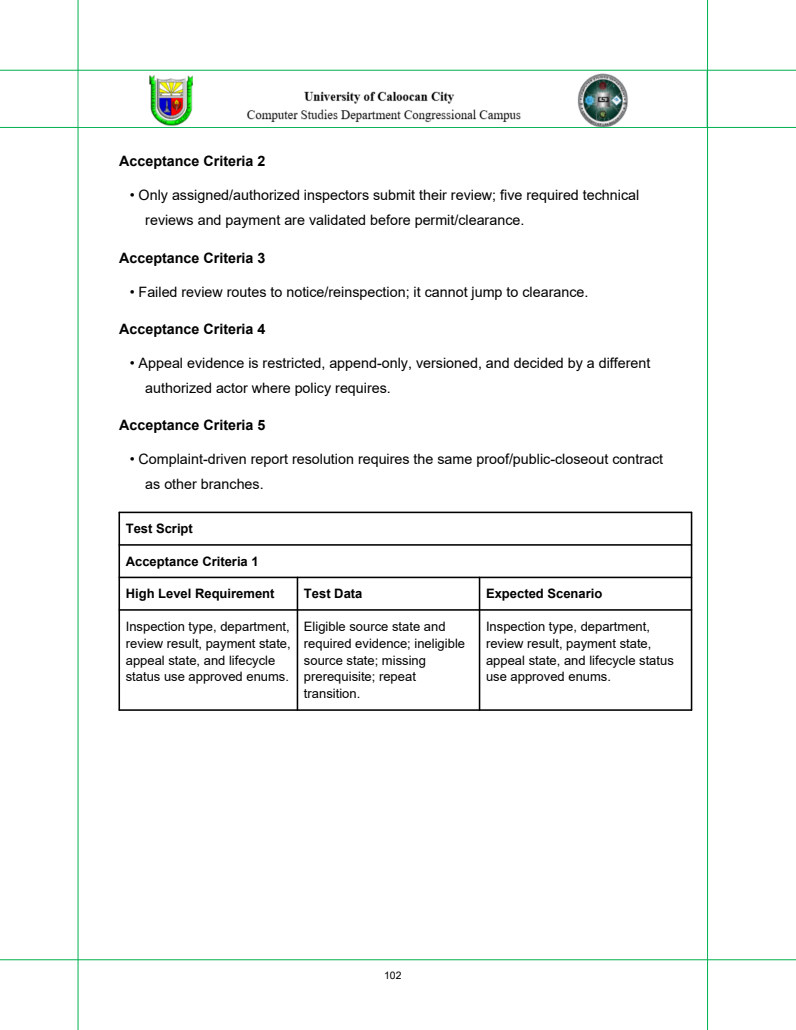 University of Caloocan City
Computer Studies Department Congressional Campus
Acceptance Criteria 2
• Only assigned/authorized inspectors submit their review; five required technical
reviews and payment are validated before permit/clearance.
Acceptance Criteria 3
• Failed review routes to notice/reinspection; it cannot jump to clearance.
Acceptance Criteria 4
• Appeal evidence is restricted, append-only, versioned, and decided by a different
authorized actor where policy requires.
Acceptance Criteria 5
• Complaint-driven report resolution requires the same proof/public-closeout contract
as other branches.
Test Script
Acceptance Criteria 1
High Level Requirement
Test Data
Expected Scenario
Inspection type, department,
review result, payment state,
appeal state, and lifecycle
status use approved enums.
Eligible source state and
required evidence; ineligible
source state; missing
prerequisite; repeat
transition.
Inspection type, department,
review result, payment state,
appeal state, and lifecycle status
use approved enums.
102